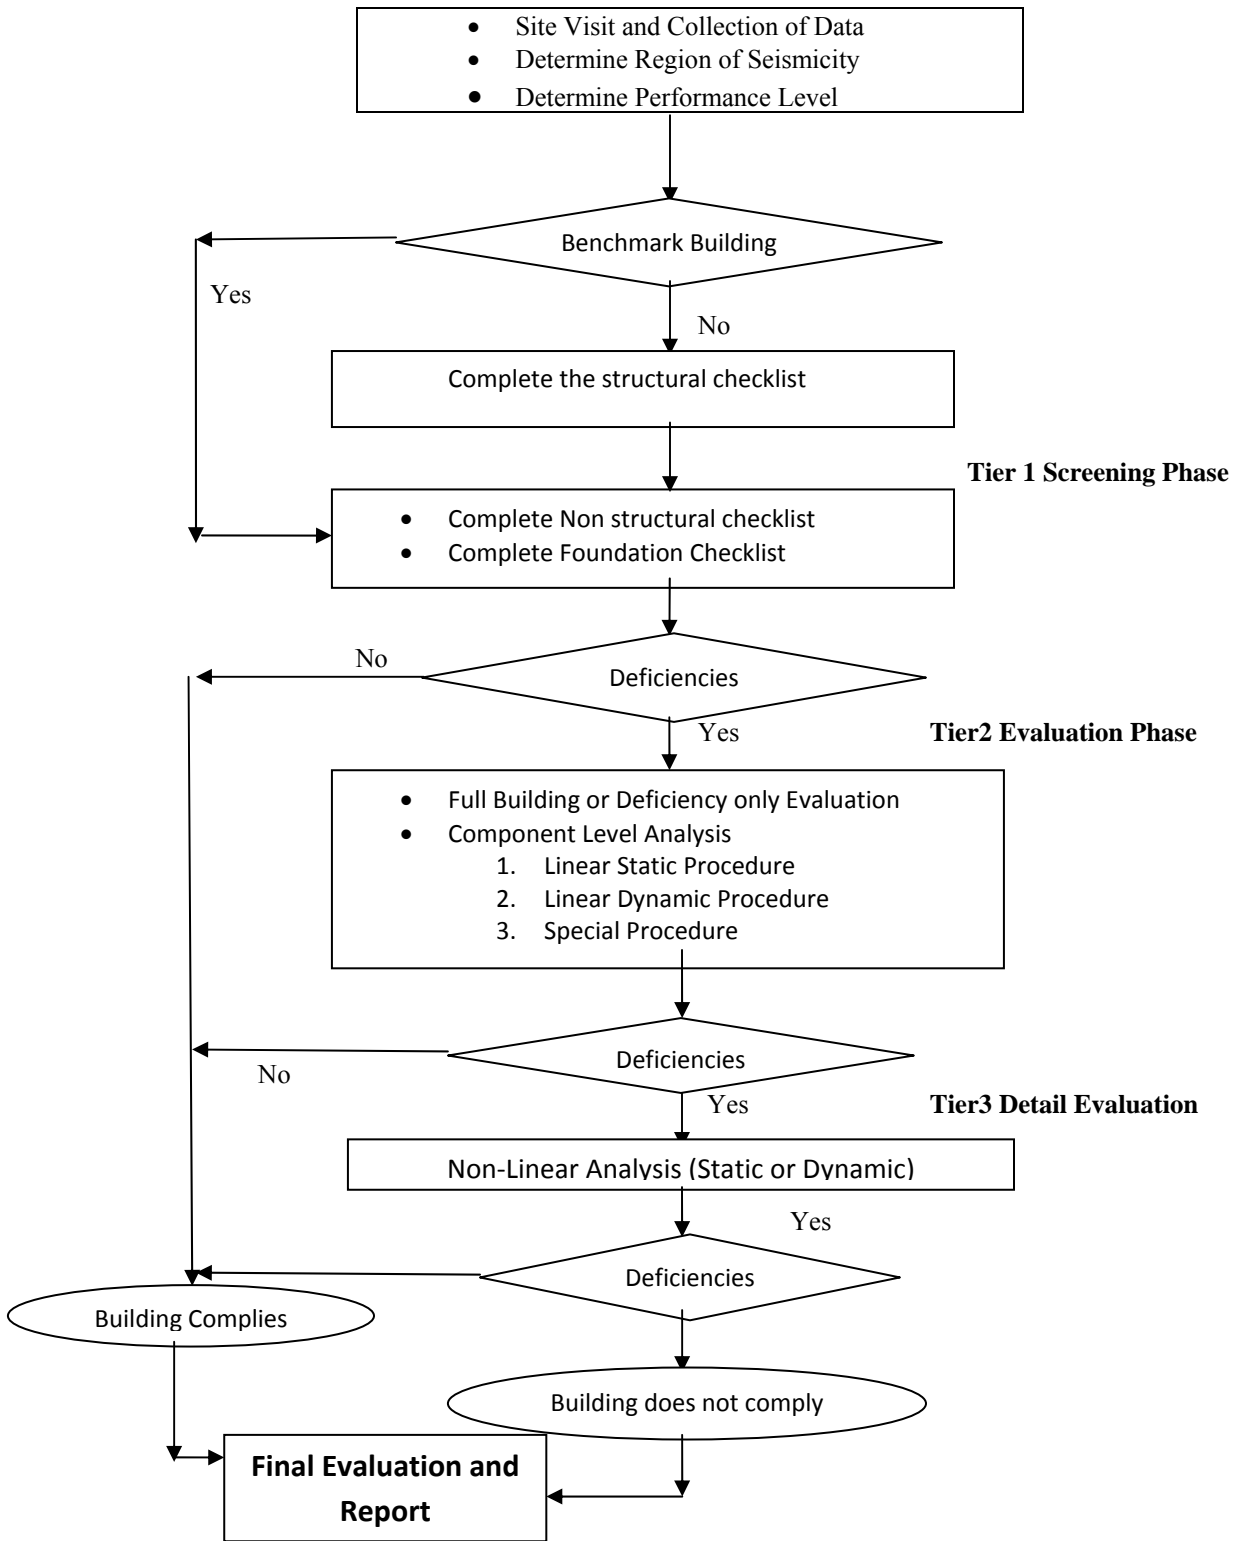 • Site Visit and Collection of Data
• Determine Region of Seismicity
• Determine Performance Level
Benchmark Building
Yes
No
Complete the structural checklist
Tier 1 Screening Phase
• Complete Non structural checklist
• Complete Foundation Checklist
No
Deficiencies
Yes
Tier2 Evaluation Phase
• Full Building or Deficiency only Evaluation
• Component Level Analysis
1. Linear Static Procedure
2. Linear Dynamic Procedure
3. Special Procedure
Deficiencies
No
Yes
Tier3 Detail Evaluation
Non-Linear Analysis (Static or Dynamic)
Yes
Deficiencies
Building Complies
Building does not comply
Final Evaluation and
Report